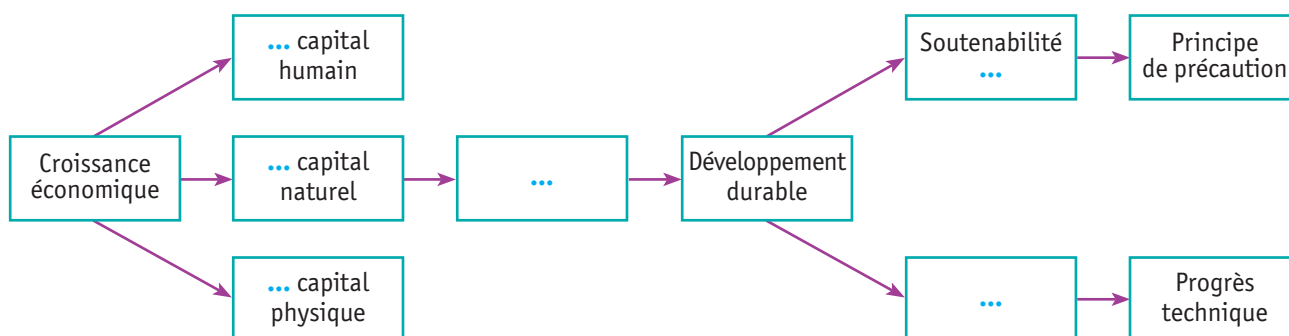 ... capital
humain
Soutenabilité
...
Principe
de précaution
Croissance
économique
... capital
naturel
...
Développement
durable
... capital
physique
...
Progrès
technique